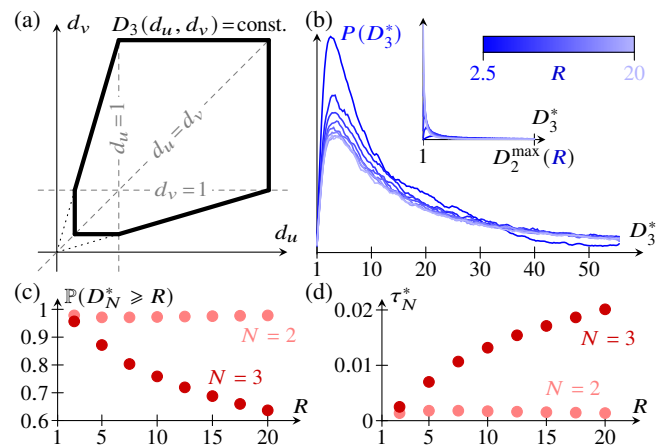 (a) d_v D_3(d_u, d_v) = const.
d_u = 1
d_u = d_v
d_v = 1
d_u
(b) P(D_3^*)
2.5 R 20
D_3^*
1 D_2^max(R)
D_3^*
1 10 20 30 40 50
(c) ℙ(D_N^* ⩾ R)
1
0.9
0.8
0.7
0.6
N = 2
N = 3
R
1 5 10 15 20
(d) τ_N^*
0.02
0.01
0
N = 3
N = 2
R
1 5 10 15 20